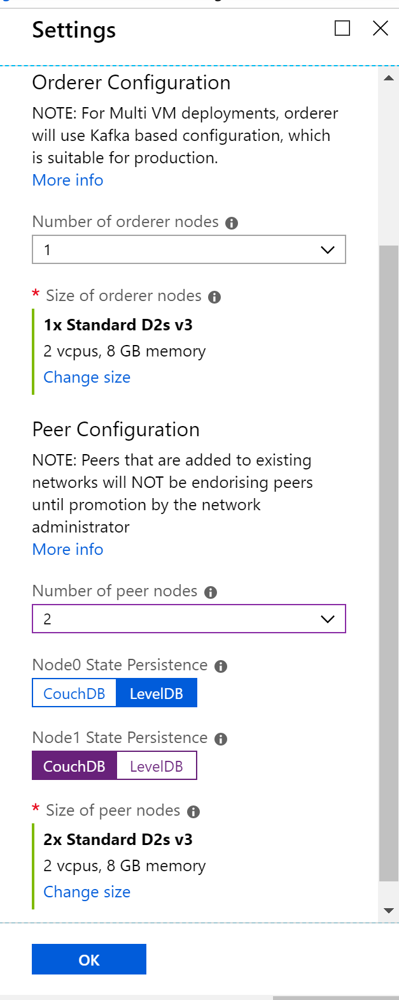 Settings
Orderer Configuration
NOTE: For Multi VM deployments, orderer
will use Kafka based configuration, which
is suitable for production.
More info
Number of orderer nodes
1
* Size of orderer nodes
1x Standard D2s v3
2 vcpus, 8 GB memory
Change size
Peer Configuration
NOTE: Peers that are added to existing
networks will NOT be endorising peers
until promotion by the network
administrator
More info
Number of peer nodes
2
Node0 State Persistence
CouchDB LevelDB
Node1 State Persistence
CouchDB LevelDB
* Size of peer nodes
2x Standard D2s v3
2 vcpus, 8 GB memory
Change size
OK